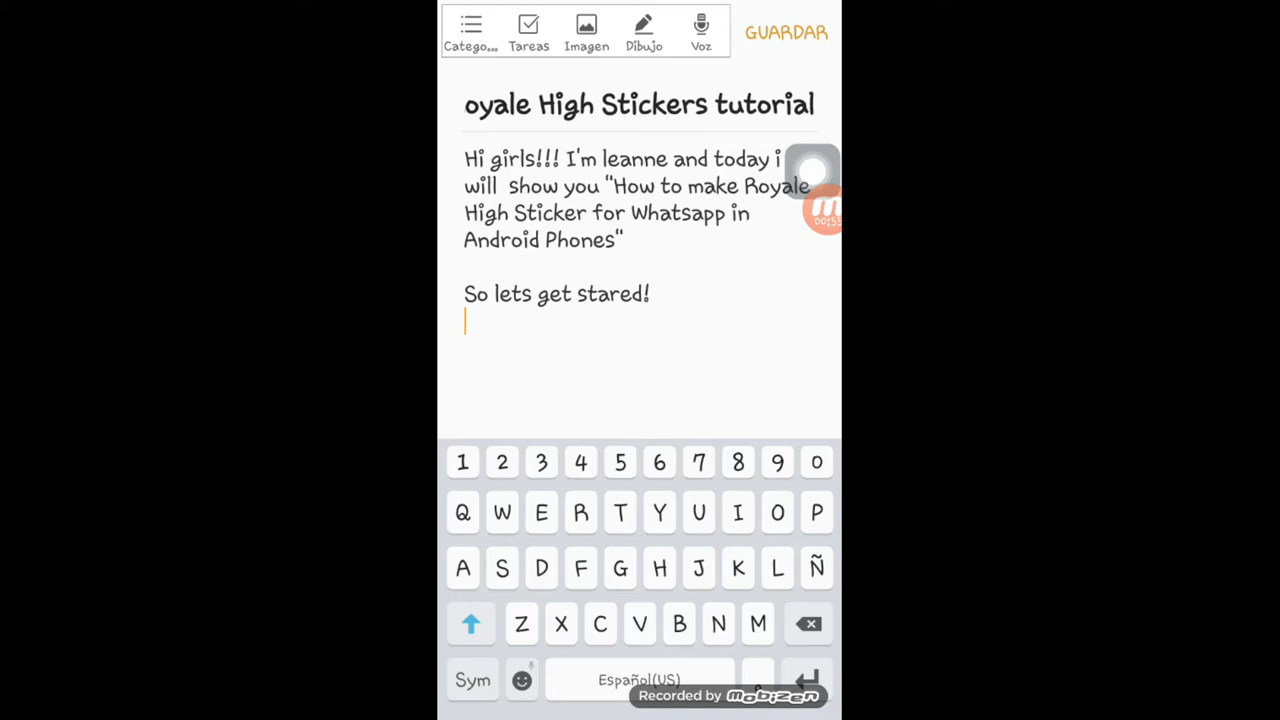 Catego... Tareas Imagen Dibujo Voz
GUARDAR
oyale High Stickers tutorial
Hi girls!!! I'm leanne and today i
will show you "How to make Royale
High Sticker for Whatsapp in
Android Phones"
So lets get stared!
00:55
1 2 3 4 5 6 7 8 9 0
Q W E R T Y U I O P
A S D F G H J K L Ñ
Z X C V B N M
Sym Español(US)
Recorded by mobizen